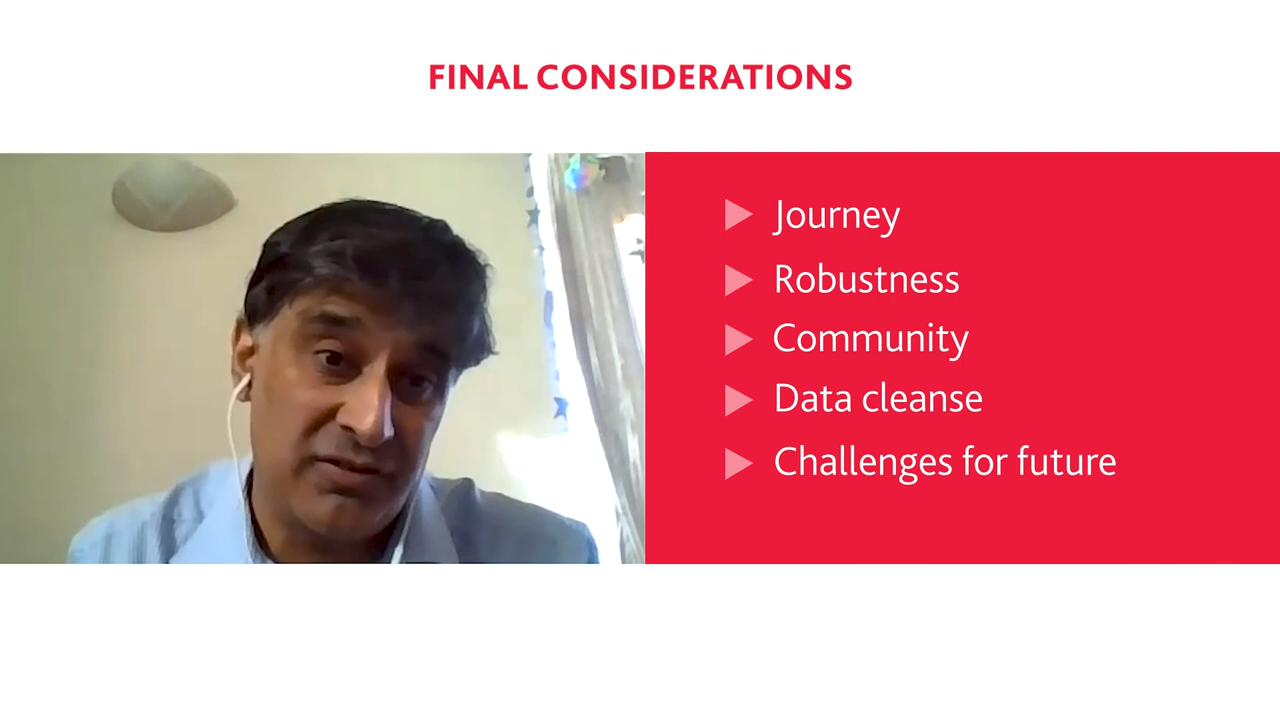 FINAL CONSIDERATIONS
Journey
Robustness
Community
Data cleanse
Challenges for future